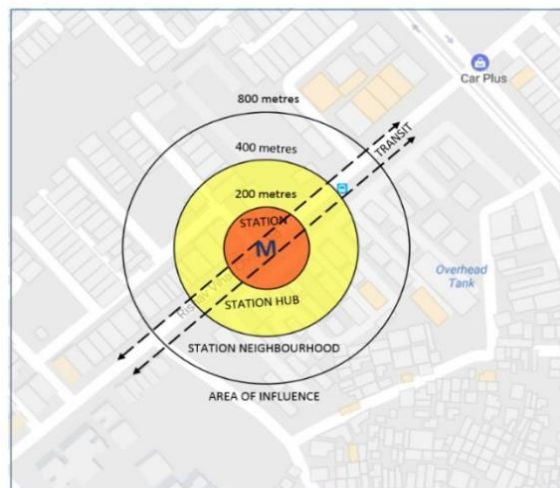 Car Plus
800 metres
TRANSIT
400 metres
200 metres
STATION
M
Overhead
Tank
STATION HUB
STATION NEIGHBOURHOOD
AREA OF INFLUENCE